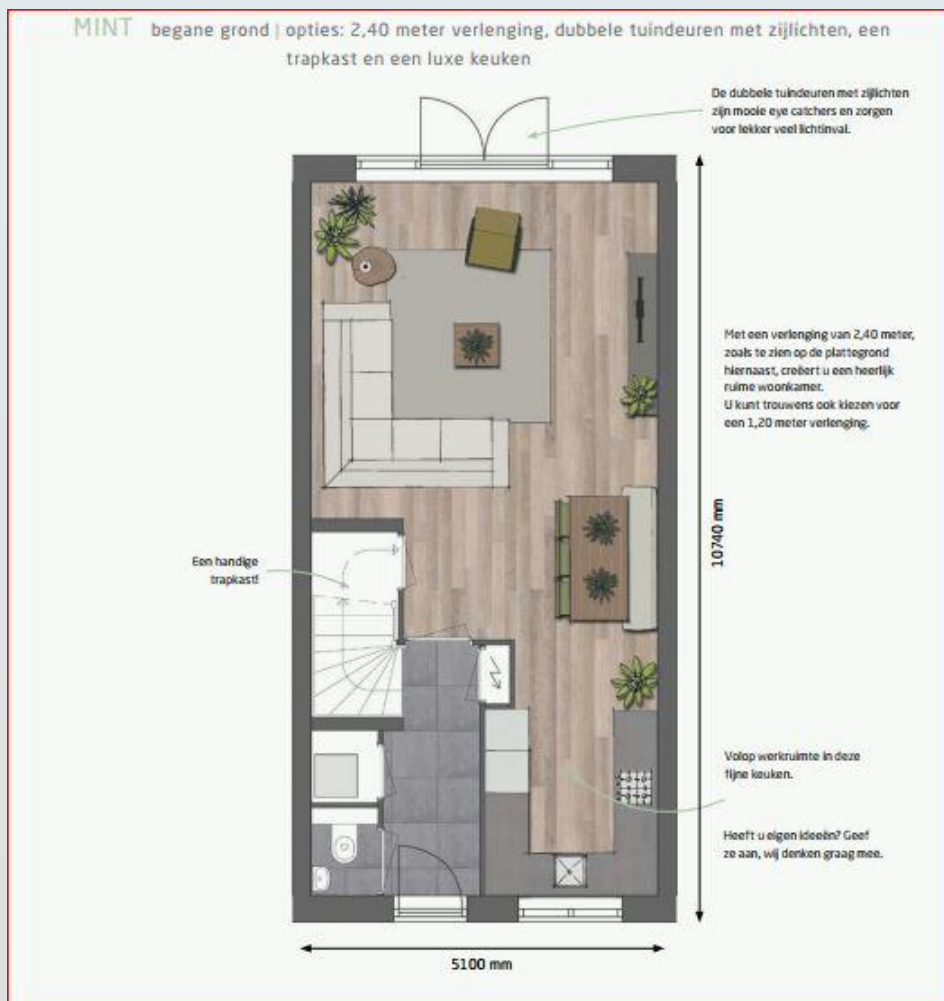 MINT begane grond | opties: 2,40 meter verlenging, dubbele tuindeuren met zijlichten, een
trapkast en een luxe keuken
De dubbele tuindeuren met zijlichten
zijn mooie eye catchers en zorgen
voor lekker veel lichtinval.
Met een verlenging van 2,40 meter,
zoals te zien op de plattegrond
hiernaast, creëert u een heerlijk
ruime woonkamer.
U kunt trouwens ook kiezen voor
een 1,20 meter verlenging.
10740 mm
Een handige
trapkast!
Volop werkruimte in deze
fijne keuken.
Heeft u eigen ideeën? Geef
ze aan, wij denken graag mee.
5100 mm